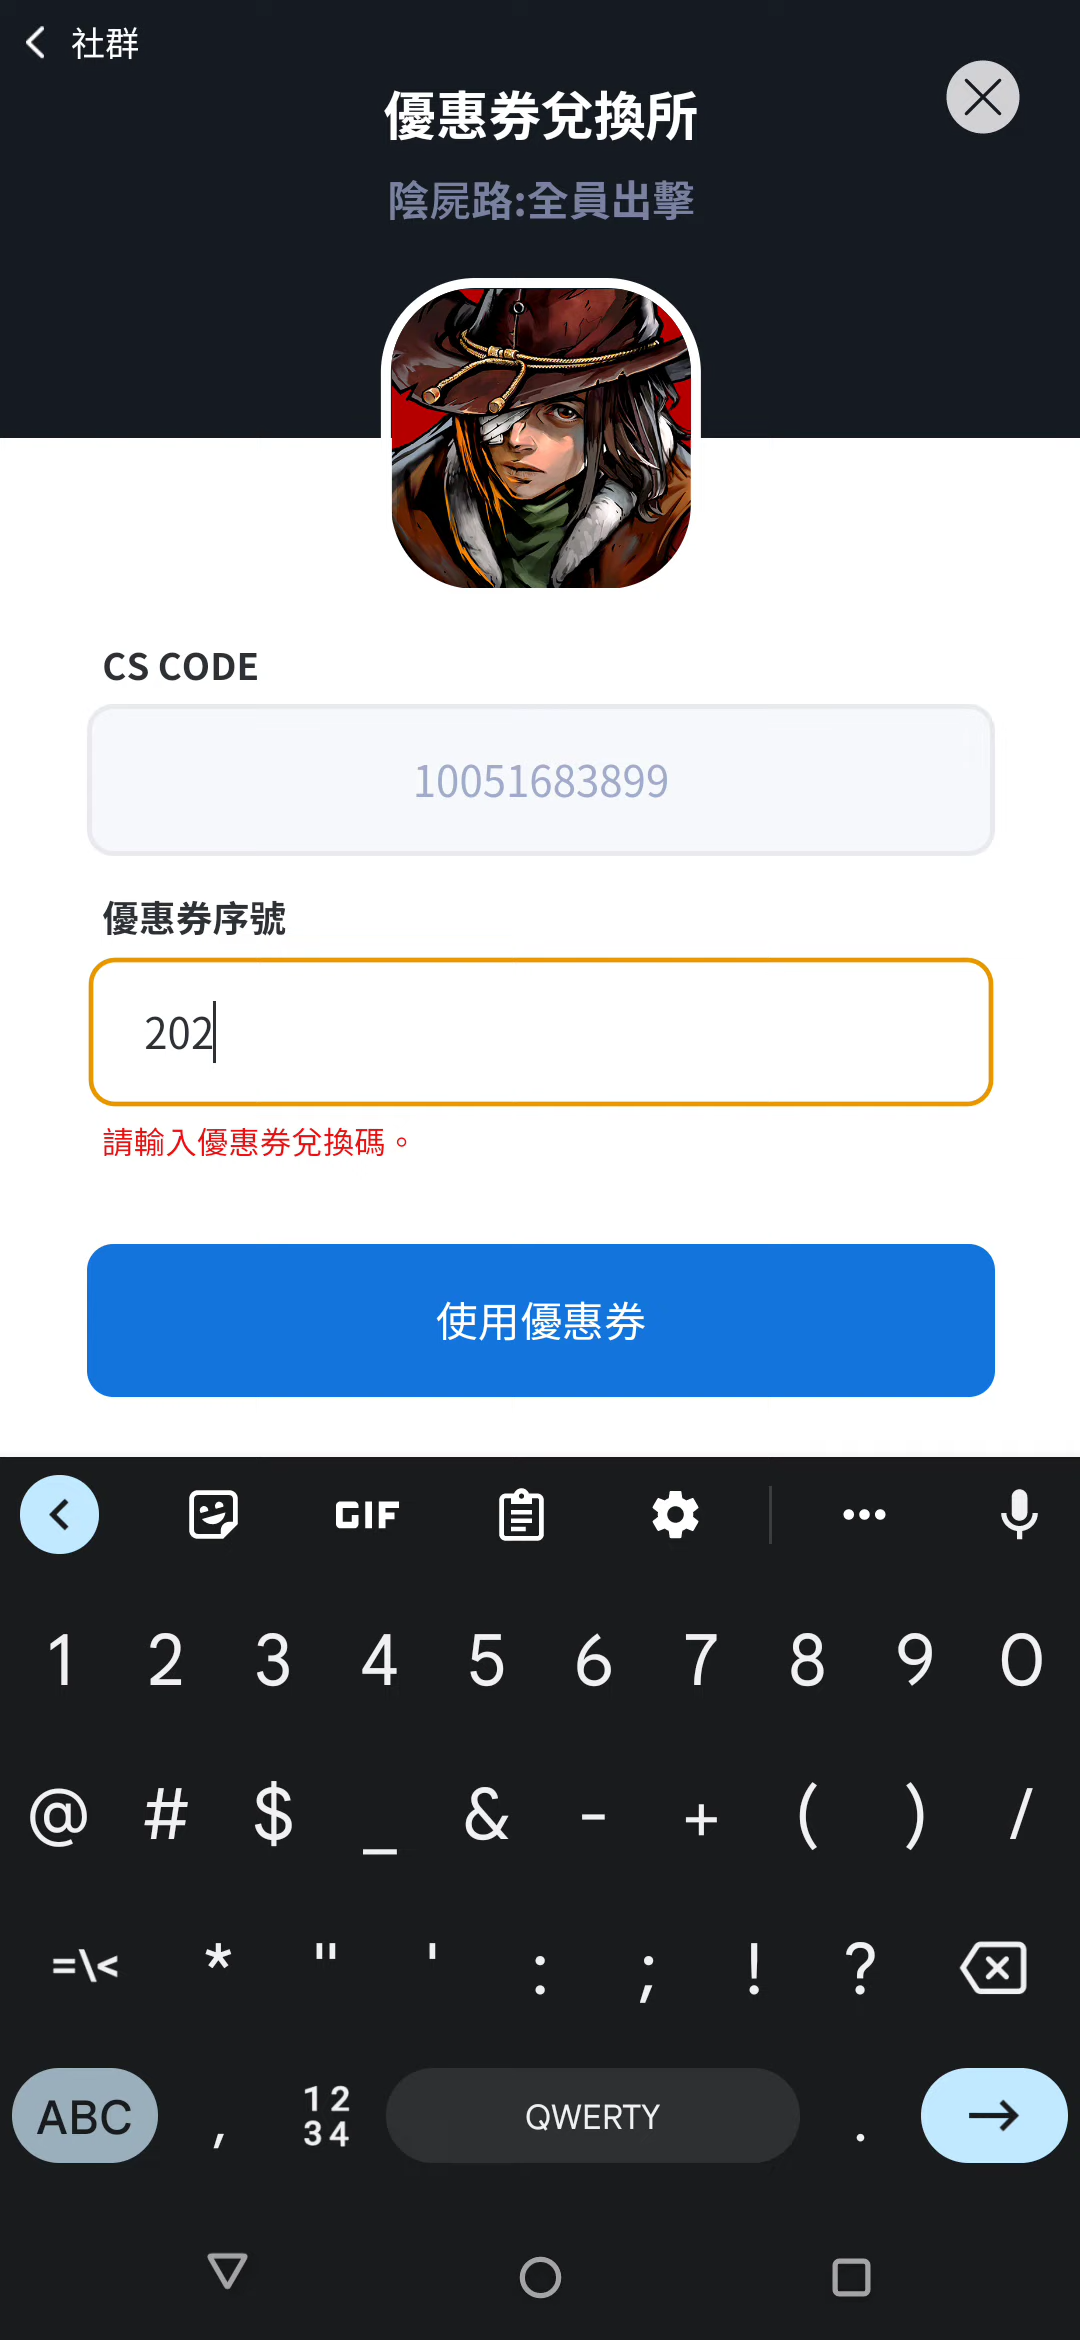 社群
優惠券兌換所
陰屍路:全員出擊
CS CODE
10051683899
優惠券序號
202
請輸入優惠券兌換碼。
使用優惠券
GIF
1 2 3 4 5 6 7 8 9 0
@ # $ _ & - + ( ) /
=\< * " ' : ; ! ?
ABC , 1234 QWERTY .